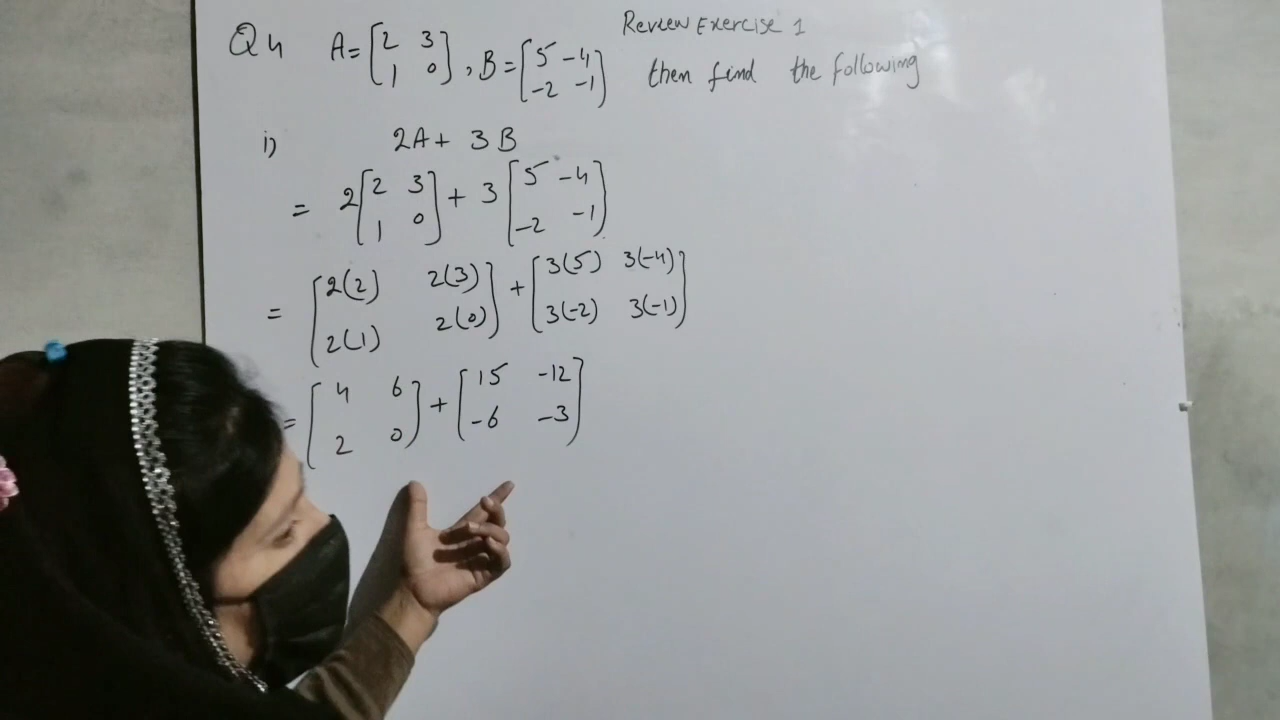 Review Exercise 1
Q4 A = [2 3 1 0], B = [5 -4 -2 -1] then find the following
i) 2A + 3B
= 2[2 3 1 0] + 3[5 -4 -2 -1]
= [2(2) 2(3) 2(1) 2(0)] + [3(5) 3(-4) 3(-2) 3(-1)]
= [4 6 2 0] + [15 -12 -6 -3]